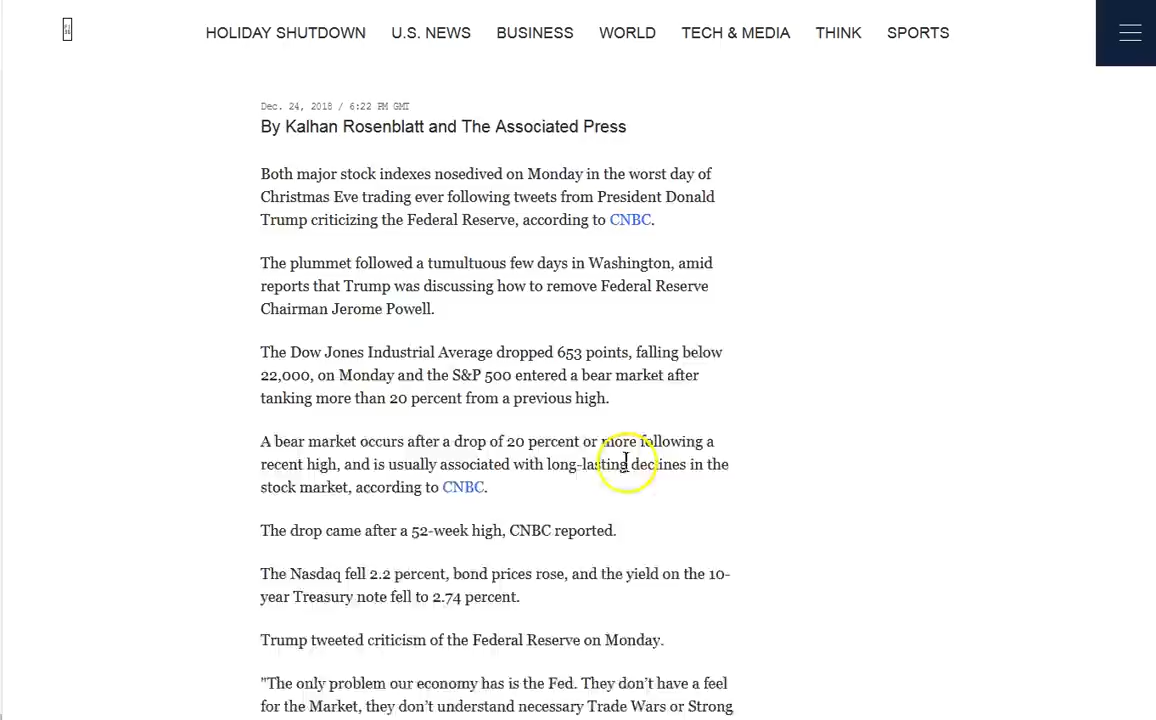 HOLIDAY SHUTDOWN U.S. NEWS BUSINESS WORLD TECH & MEDIA THINK SPORTS
Dec. 24, 2018 / 6:22 PM GMT
By Kalhan Rosenblatt and The Associated Press
Both major stock indexes nosedived on Monday in the worst day of
Christmas Eve trading ever following tweets from President Donald
Trump criticizing the Federal Reserve, according to CNBC.
The plummet followed a tumultuous few days in Washington, amid
reports that Trump was discussing how to remove Federal Reserve
Chairman Jerome Powell.
The Dow Jones Industrial Average dropped 653 points, falling below
22,000, on Monday and the S&P 500 entered a bear market after
tanking more than 20 percent from a previous high.
A bear market occurs after a drop of 20 percent or more following a
recent high, and is usually associated with long-lasting declines in the
stock market, according to CNBC.
The drop came after a 52-week high, CNBC reported.
The Nasdaq fell 2.2 percent, bond prices rose, and the yield on the 10-
year Treasury note fell to 2.74 percent.
Trump tweeted criticism of the Federal Reserve on Monday.
"The only problem our economy has is the Fed. They don’t have a feel
for the Market, they don’t understand necessary Trade Wars or Strong